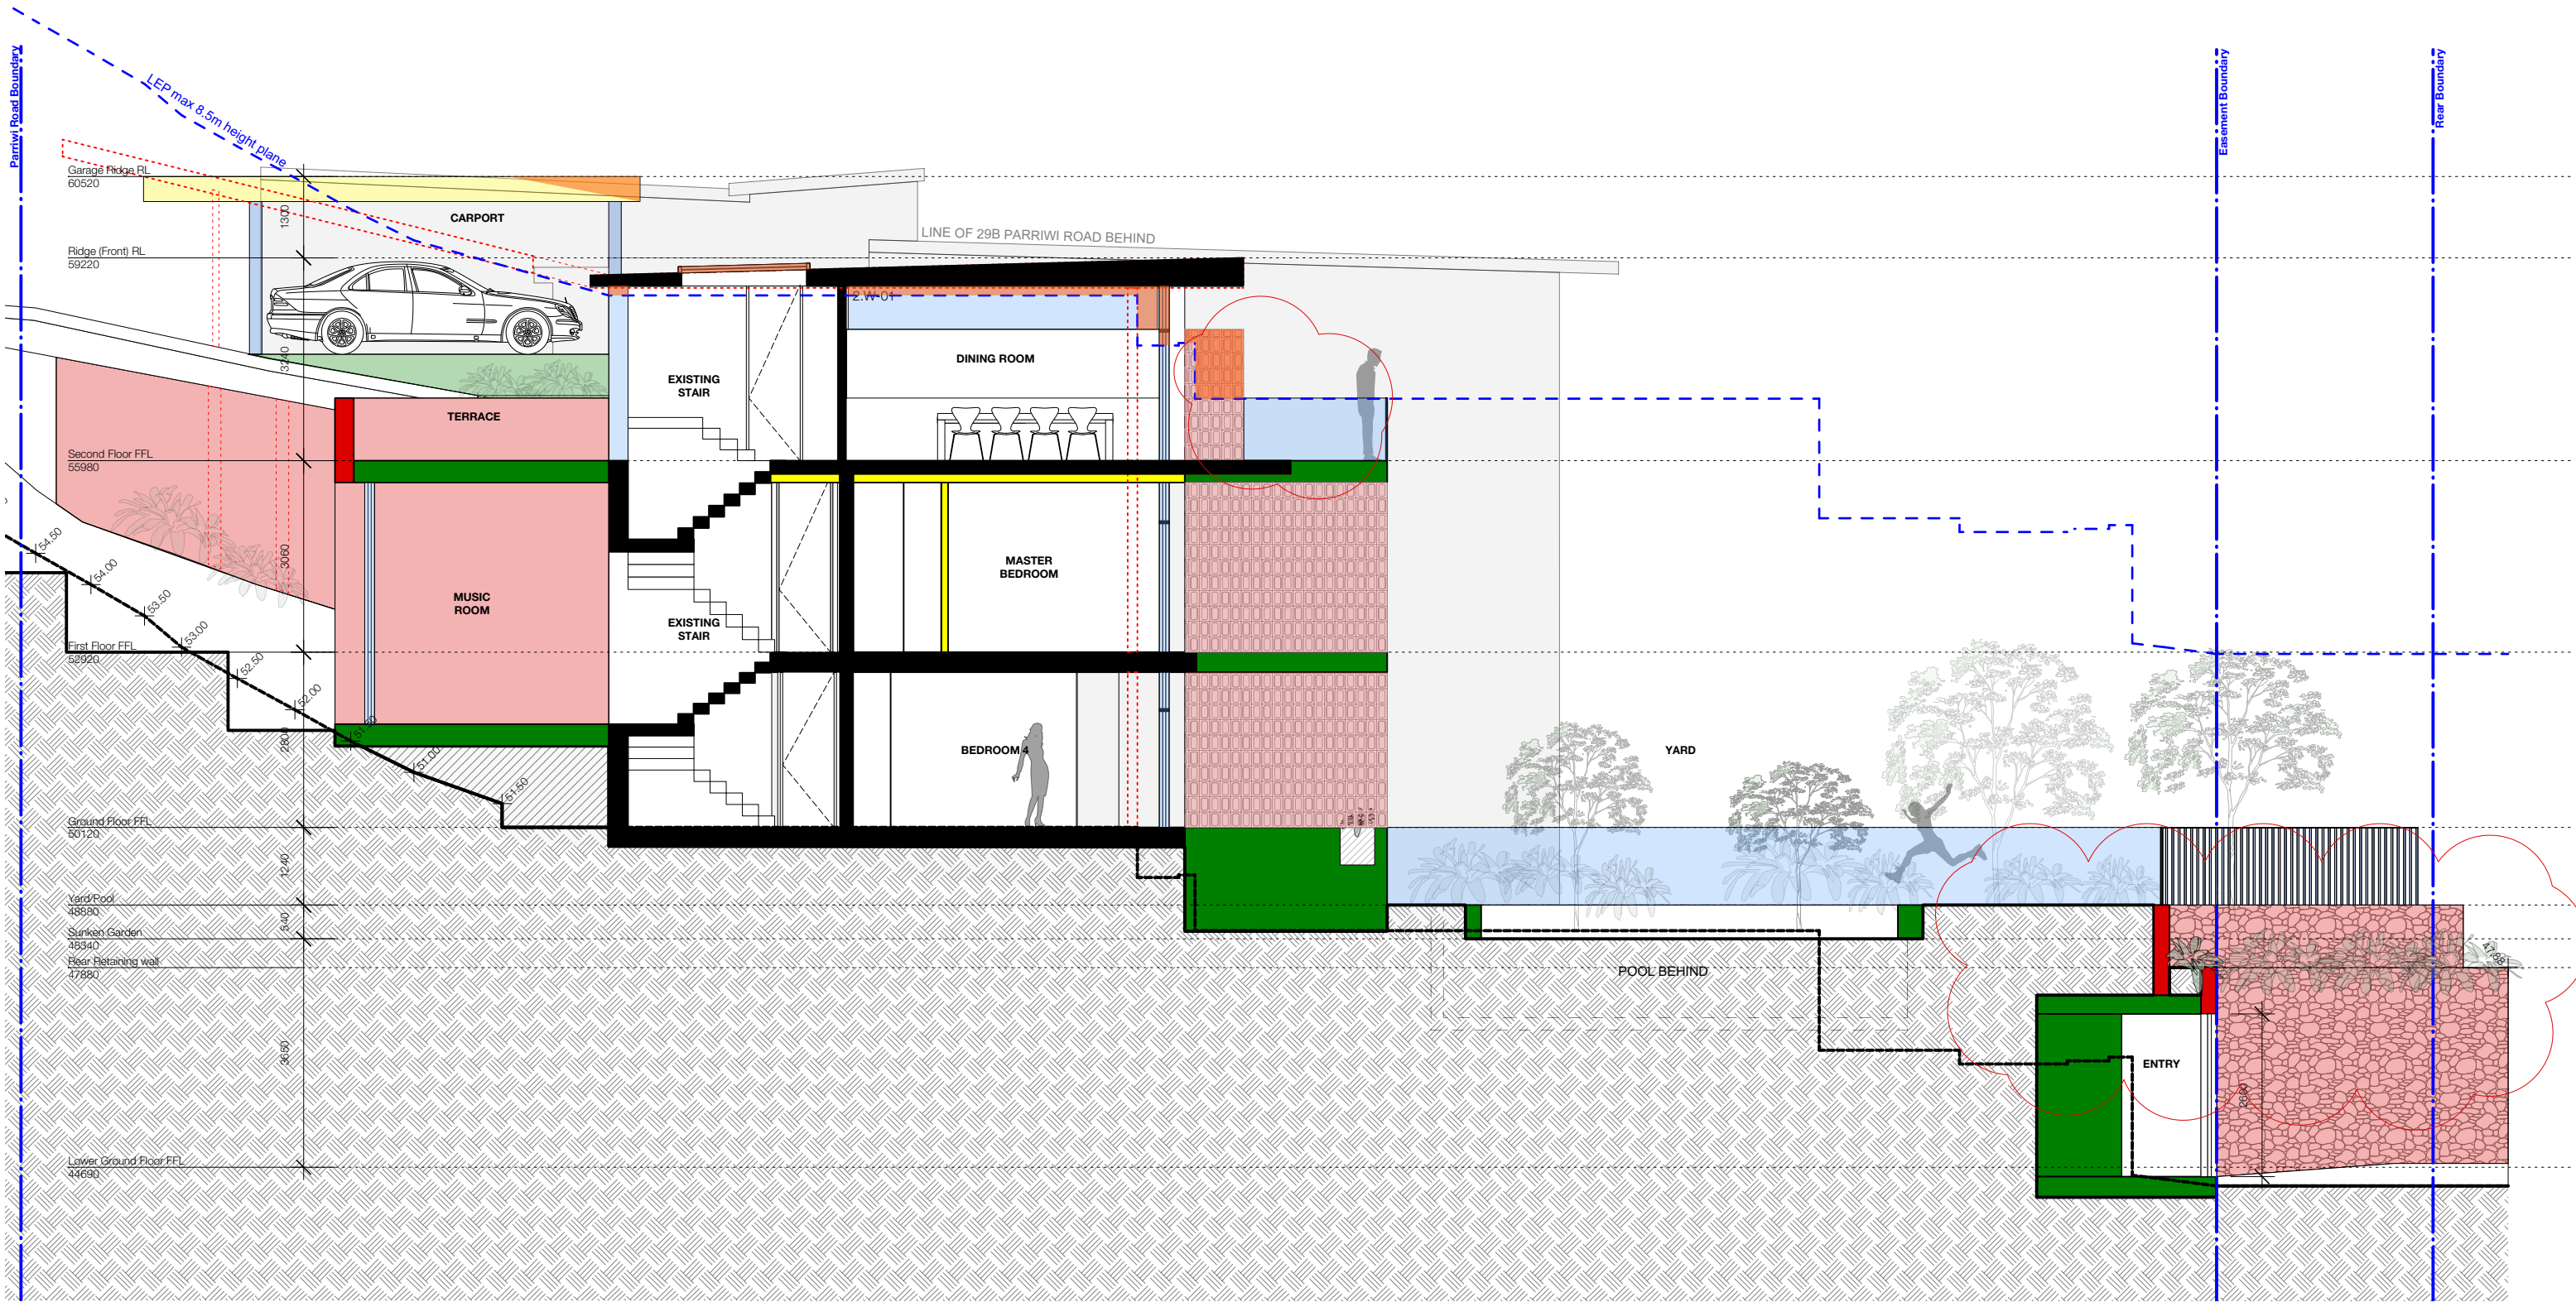 Parriwi Road Boundary
LEP max 8.5m height plane
Easement Boundary
Rear Boundary
Garage Ridge RL
60520
1300
CARPORT
LINE OF 29B PARRIWI ROAD BEHIND
Ridge (Front) RL
59220
2.W-01
3240
DINING ROOM
EXISTING
STAIR
TERRACE
Second Floor FFL
55980
54.50
54.00
53.50
53.00
52.50
52.00
51.50
51.00
51.50
3060
MUSIC
ROOM
MASTER
BEDROOM
EXISTING
STAIR
First Floor FFL
52920
2800
BEDROOM 4
YARD
Ground Floor FFL
50120
1240
Yard/Pool
48880
540
Sunken Garden
48340
Rear Retaining wall
47880
POOL BEHIND
4768
3650
ENTRY
2600
Lower Ground Floor FFL
44690